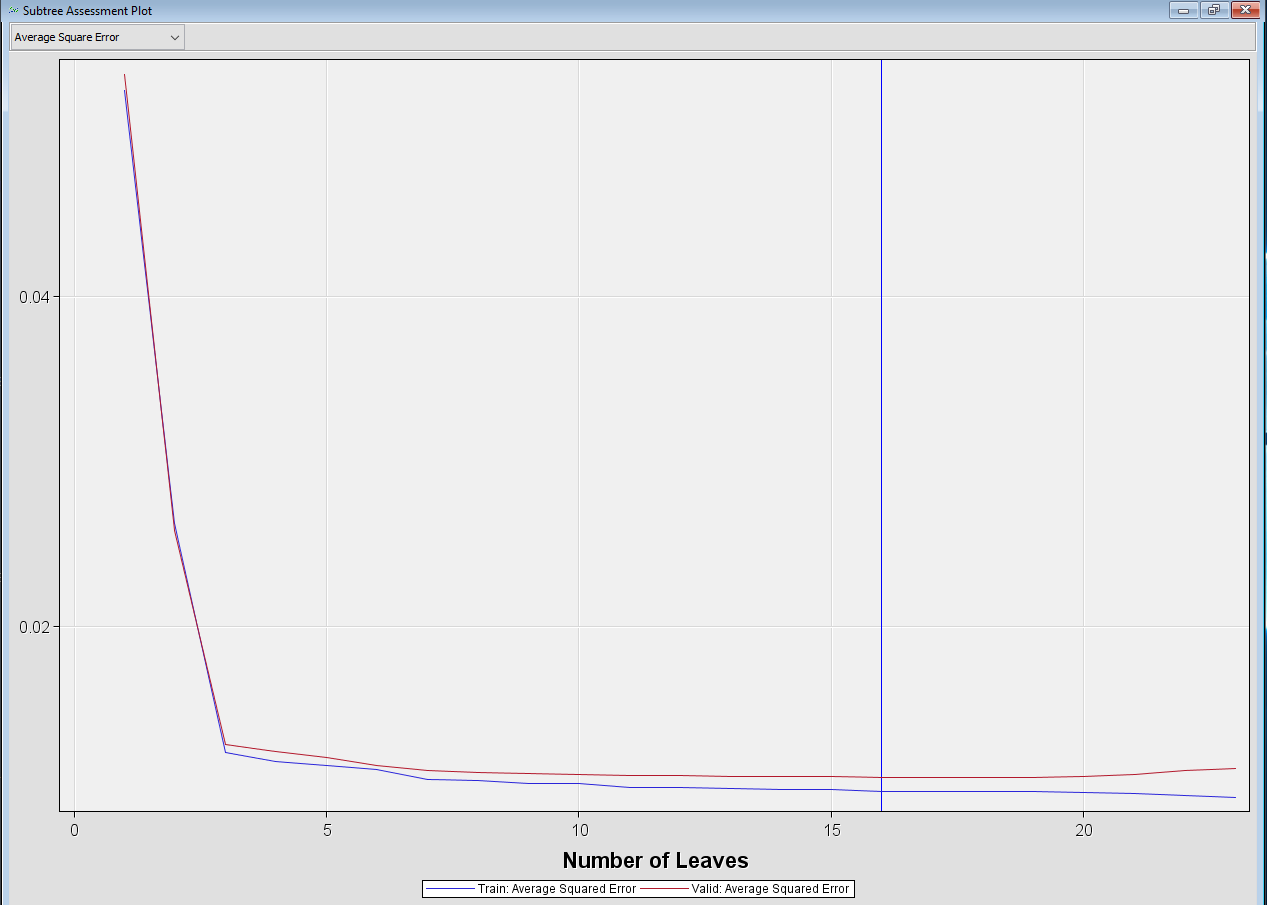 Subtree Assessment Plot
Average Square Error
0.04
0.02
0 5 10 15 20
Number of Leaves
Train: Average Squared Error Valid: Average Squared Error